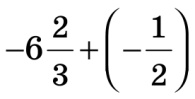 −6 2/3 + (−1/2)